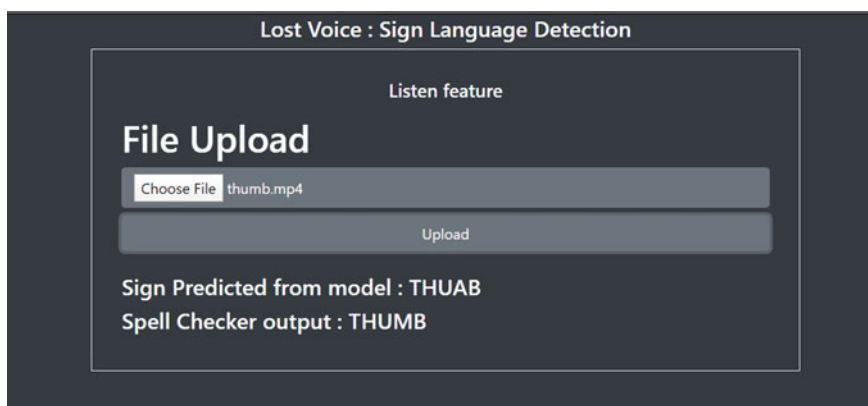 Lost Voice : Sign Language Detection
Listen feature
File Upload
Choose File thumb.mp4
Upload
Sign Predicted from model : THUAB
Spell Checker output : THUMB